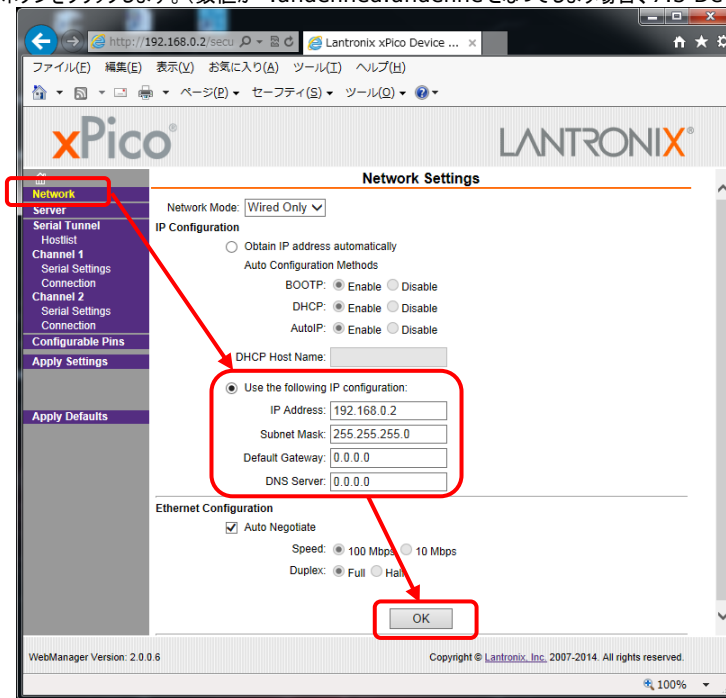 http://192.168.0.2/secu
Lantronix xPico Device ...
ファイル(F) 編集(E) 表示(V) お気に入り(A) ツール(T) ヘルプ(H)
ページ(P) セーフティ(S) ツール(O)
xPico®
LANTRONIX®
Network
Server
Serial Tunnel
Hostlist
Channel 1
Serial Settings
Connection
Channel 2
Serial Settings
Connection
Configurable Pins
Apply Settings
Apply Defaults
Network Settings
Network Mode: Wired Only
IP Configuration
Obtain IP address automatically
Auto Configuration Methods
BOOTP: Enable Disable
DHCP: Enable Disable
AutoIP: Enable Disable
DHCP Host Name:
Use the following IP configuration:
IP Address: 192.168.0.2
Subnet Mask: 255.255.255.0
Default Gateway: 0.0.0.0
DNS Server: 0.0.0.0
Ethernet Configuration
Auto Negotiate
Speed: 100 Mbps 10 Mbps
Duplex: Full Half
OK
WebManager Version: 2.0.0.6
Copyright © Lantronix, Inc. 2007-2014. All rights reserved.
100%